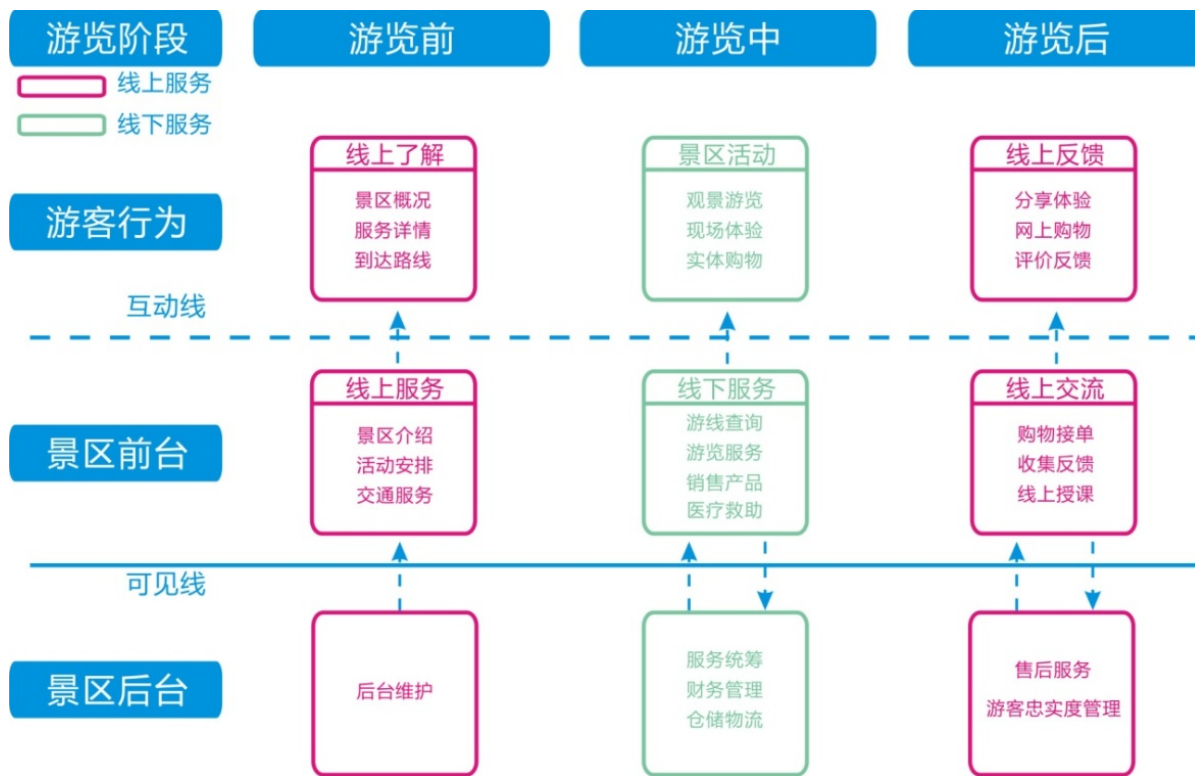 游览阶段
游览前
游览中
游览后
线上服务
线下服务
游客行为
线上了解
景区概况
服务详情
到达路线
景区活动
观景游览
现场体验
实体购物
线上反馈
分享体验
网上购物
评价反馈
互动线
景区前台
线上服务
景区介绍
活动安排
交通服务
线下服务
游线查询
游览服务
销售产品
医疗救助
线上交流
购物接单
收集反馈
线上授课
可见线
景区后台
后台维护
服务统筹
财务管理
仓储物流
售后服务
游客忠实度管理